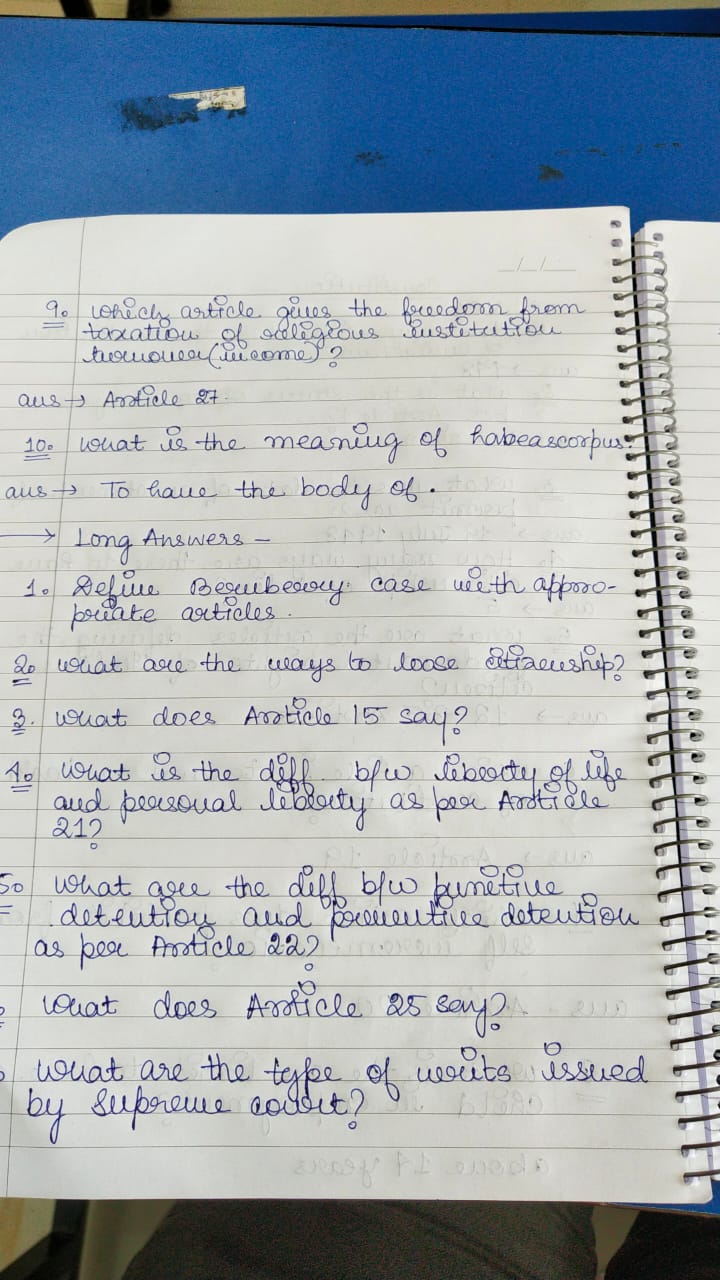 9. which article gives the freedom from
taxation of religious institution
(income)?
ans → Article 27.
10. what is the meaning of habeascorpus?
ans → To have the body of.
→ Long Answers -
1. Define Berubeary case with appro-
priate articles.
2. what are the ways to loose citizenship?
3. what does Article 15 say?
4. what is the diff. b/w liberty of life
and personal liberty as per Article
21?
5. what are the diff b/w punetive
detention and preventive detention
as per Article 22?
what does Article 25 say?
what are the type of writs issued
by Supreme court?